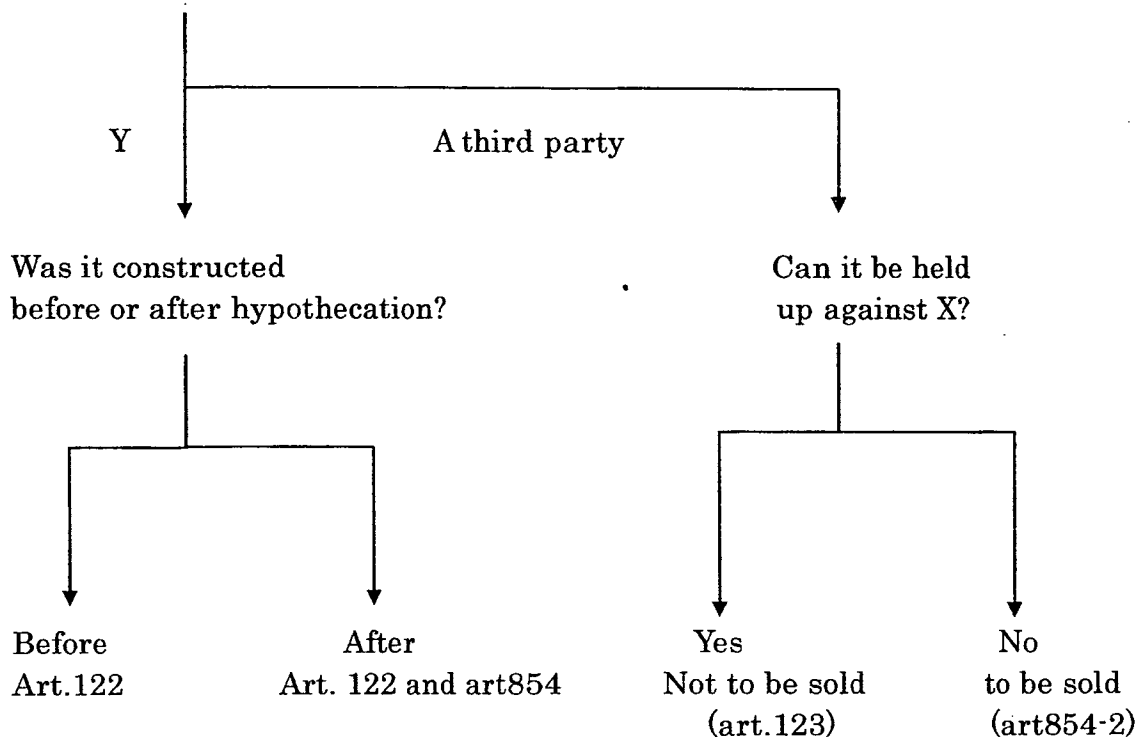 Y
A third party
Was it constructed
before or after hypothecation?
Can it be held
up against X?
Before
Art.122
After
Art. 122 and art854
Yes
Not to be sold
(art.123)
No
to be sold
(art854-2)